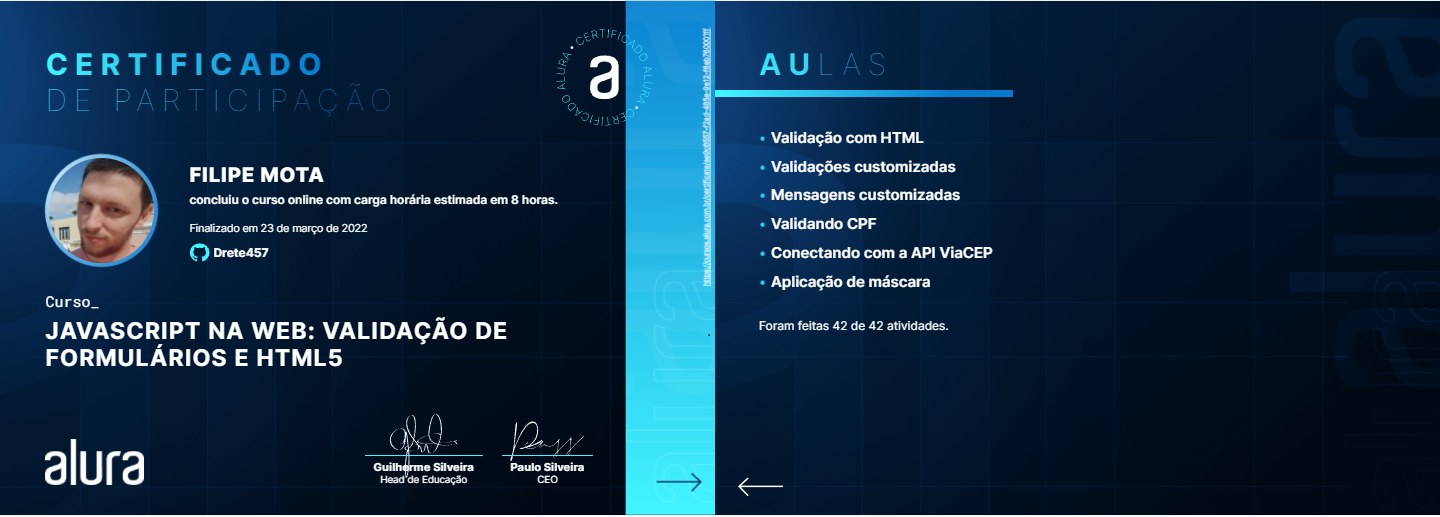 CERTIFICADO
DE PARTICIPAÇÃO
CERTIFICADO ALURA • CERTIFICADO ALURA •
a
FILIPE MOTA
concluiu o curso online com carga horária estimada em 8 horas.
Finalizado em 23 de março de 2022
Drete457
Curso_
JAVASCRIPT NA WEB: VALIDAÇÃO DE
FORMULÁRIOS E HTML5
alura
Guilherme Silveira
Head de Educação
Paulo Silveira
CEO
alura
AULAS
• Validação com HTML
• Validações customizadas
• Mensagens customizadas
• Validando CPF
• Conectando com a API ViaCEP
• Aplicação de máscara
Foram feitas 42 de 42 atividades.
alura